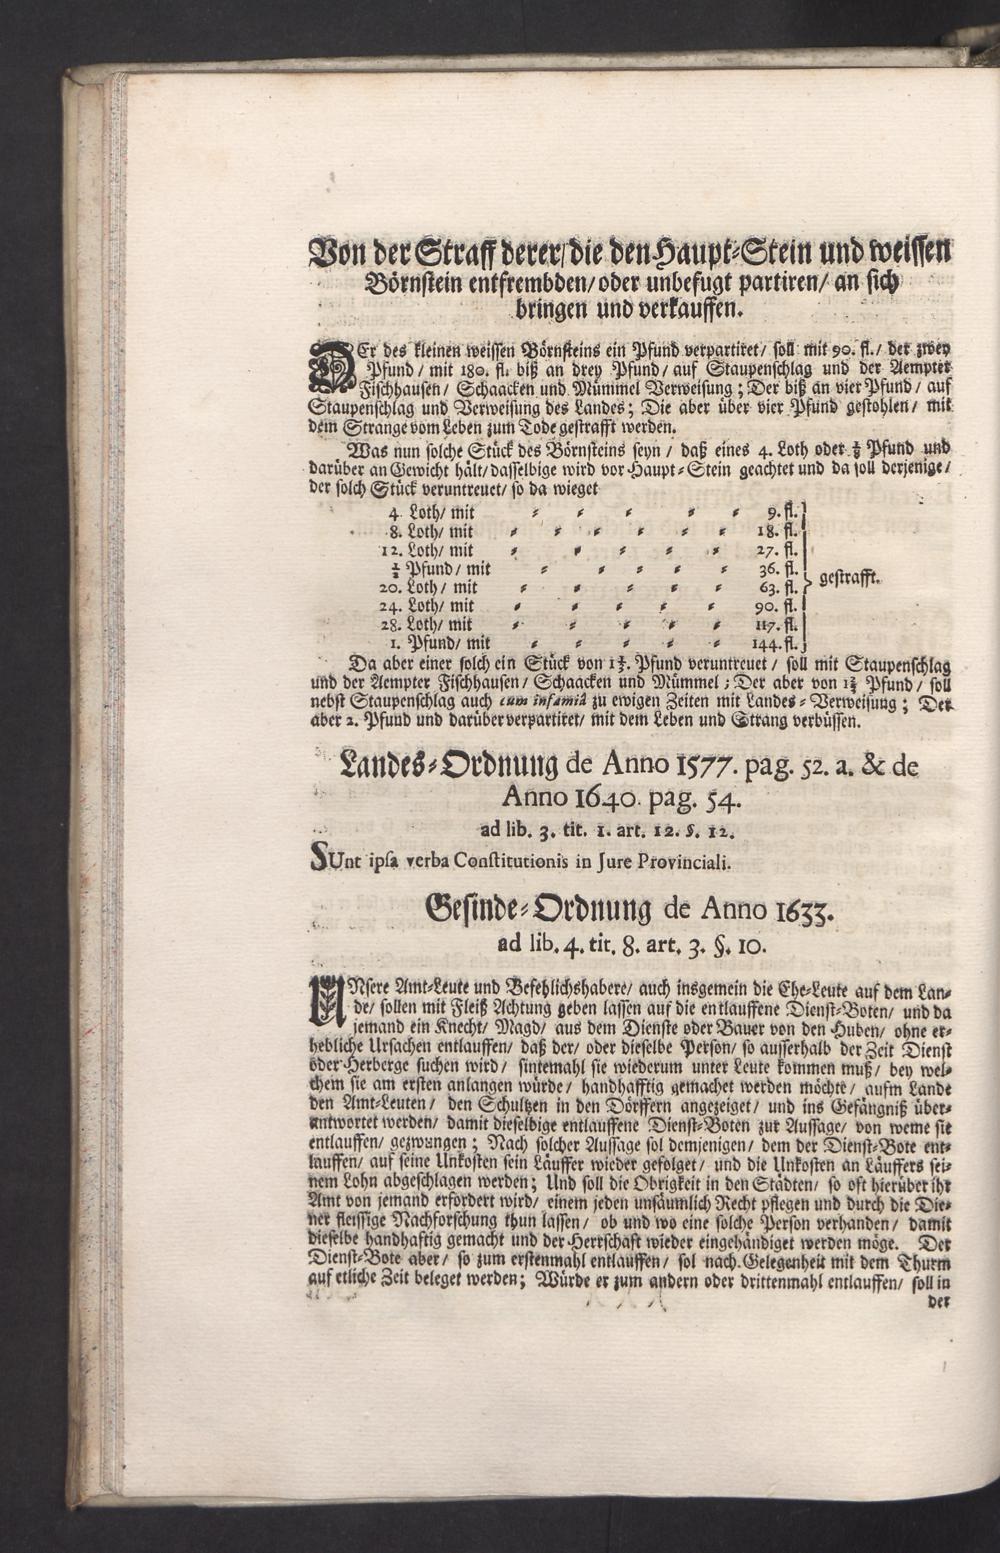 Von der Straff derer/ die den Haupt-Stein und weissen
Börnstein entfrembden/ oder unbefugt partiren/ an sich
bringen und verkauffen.
DEr des kleinen weissen Börnsteins ein Pfund verpartiret/ soll mit 90. fl./ der zwey
Pfund/ mit 180. fl. biß an drey Pfund/ auf Staupenschlag und der Aempter
Fischhausen/ Schaacken und Mümmel Verweisung; Der biß an vier Pfund/ auf
Staupenschlag und Verweisung des Landes; Die aber über vier Pfund gestohlen/ mit
dem Strange vom Leben zum Tode gestrafft werden.
Was nun solche Stück des Börnsteins seyn/ daß eines 4. Loth oder Pfund und
darüber an Gewicht hält/ dasselbige wird vor Haupt-Stein geachtet und da soll derjenige/
der solch Stück veruntreuet/ so da wieget
4. Loth/ mit 9. fl.
8. Loth/ mit 18. fl.
12. Loth/ mit 27. fl.
½ Pfund/ mit 36. fl.
20. Loth/ mit 63. fl. gestrafft.
24. Loth/ mit 90. fl.
28. Loth/ mit 117. fl.
1. Pfund/ mit 144. fl.
Da aber einer solch ein Stück von Pfund veruntreuet/ soll mit Staupenschlag
und der Aempter Fischhausen/ Schaacken und Mümmel; Der aber von Pfund/ soll
nebst Staupenschlag auch cum infamiâ zu ewigen Zeiten mit Landes-Verweisung; Der
aber 2. Pfund und darüber verpartiret/ mit dem Leben und Strang verbüssen.
Landes-Ordnung de Anno 1577. pag. 52. a. & de
Anno 1640. pag. 54.
ad lib. 3. tit. 1. art. 12. §. 12.
SUnt ipsa verba Constitutionis in Jure Provinciali.
Gesinde-Ordnung de Anno 1633.
ad lib. 4. tit. 8. art. 3. §. 10.
UNsere Amt-Leute und Befehlichshabere/ auch insgemein die Ehe-Leute auf dem Lan-
de/ sollen mit Fleiß Achtung geben lassen auf die entlauffene Dienst-Boten/ und da
jemand ein Knecht/ Magd/ aus dem Dienste oder Bauer von den Huben/ ohne er-
hebliche Ursachen entlauffen/ daß der/ oder dieselbe Person/ so ausserhalb der Zeit Dienst
oder Herberge suchen wird/ sintemahl sie wiederum unter Leute kommen muß/ bey wel-
chem sie am ersten anlangen würde/ handhafftig gemachet werden möchte/ aufm Lande
den Amt-Leuten/ den Schultzen in den Dörffern angezeiget/ und ins Gefängniß über-
antwortet werden/ damit dieselbige entlauffene Dienst-Boten zur Aussage/ von weme sie
entlauffen/ gezwungen; Nach solcher Aussage sol demjenigen/ dem der Dienst-Bote ent-
lauffen/ auf seine Unkosten sein Läuffer wieder gefolget/ und die Unkosten an Läuffers sei-
nem Lohn abgeschlagen werden; Und soll die Obrigkeit in den Städten/ so oft hierüber ihr
Amt von jemand erfordert wird/ einem jeden unsäumlich Recht pflegen und durch die Die-
ner fleissige Nachforschung thun lassen/ ob und wo eine solche Person verhanden/ damit
dieselbe handhaftig gemacht und der Herrschaft wieder eingehändiget werden möge. Der
Dienst-Bote aber/ so zum erstenmahl entlauffen/ sol nach Gelegenheit mit dem Thurm
auf etliche Zeit beleget werden; Würde er zum andern oder drittenmahl entlauffen/ soll in
der